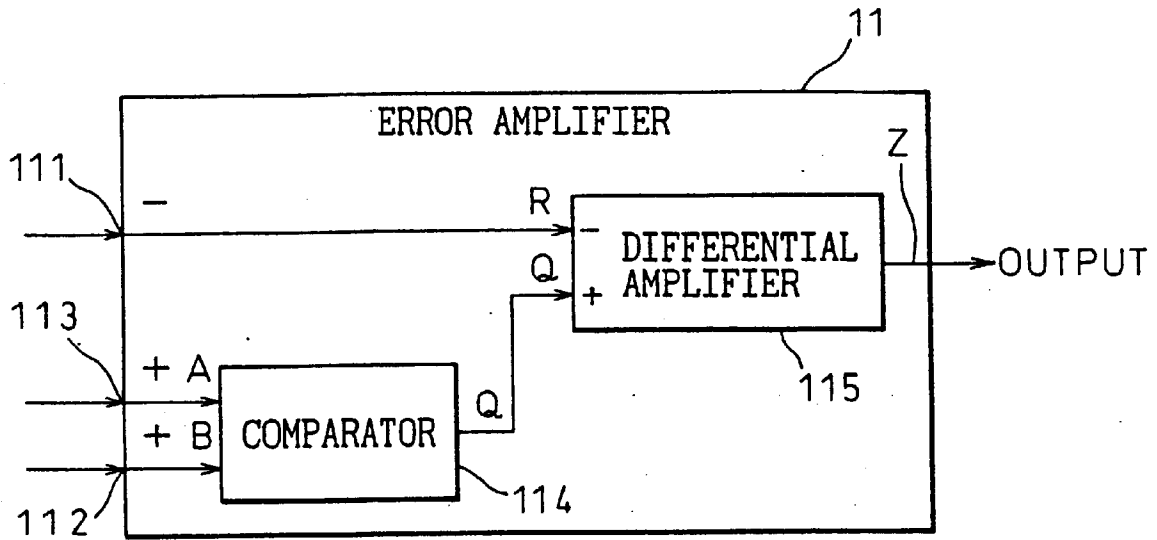 11
ERROR AMPLIFIER
Z
111
−
R
−
DIFFERENTIAL
AMPLIFIER
OUTPUT
Q
+
113
+ A
115
Q
COMPARATOR
+ B
114
112